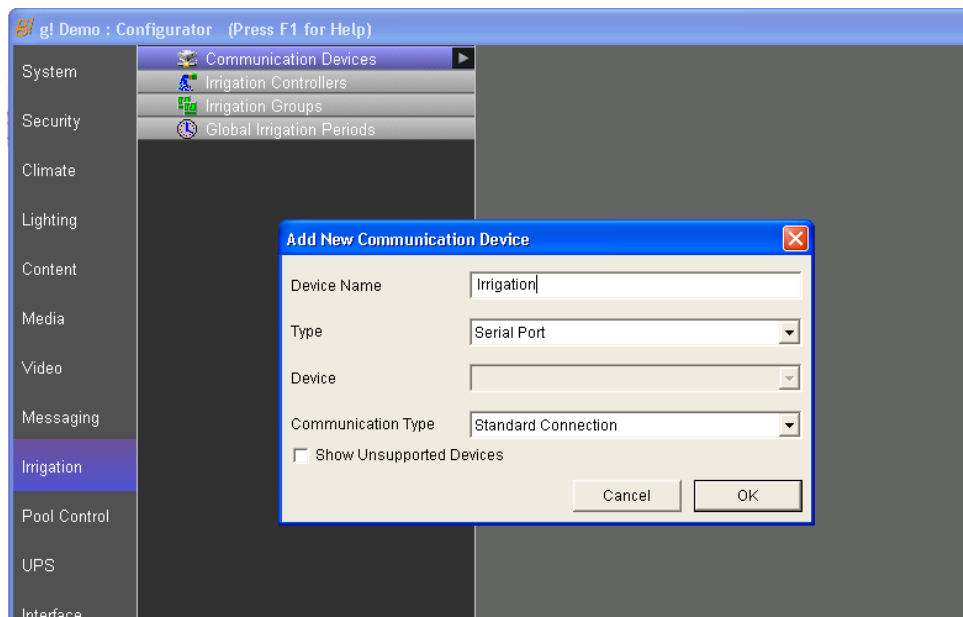 g! g! Demo : Configurator (Press F1 for Help)
System
Security
Climate
Lighting
Content
Media
Video
Messaging
Irrigation
Pool Control
UPS
Interface
Communication Devices
Irrigation Controllers
Irrigation Groups
Global Irrigation Periods
Add New Communication Device
Device Name Irrigation
Type Serial Port
Device
Communication Type Standard Connection
Show Unsupported Devices
Cancel OK